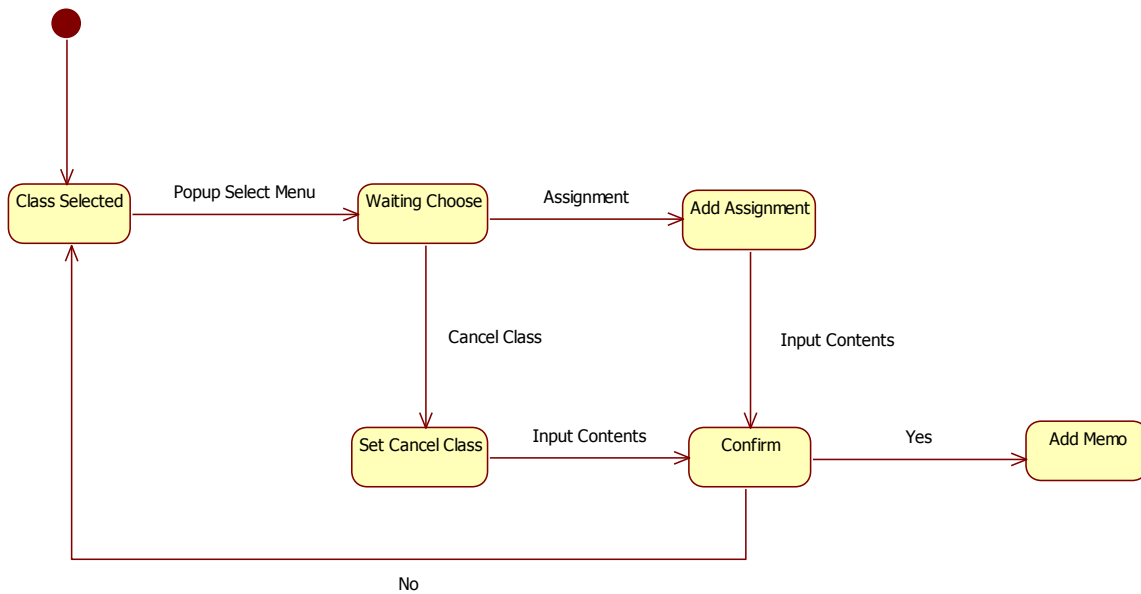 Class Selected
Popup Select Menu
Waiting Choose
Assignment
Add Assignment
Cancel Class
Input Contents
Set Cancel Class
Input Contents
Confirm
Yes
Add Memo
No